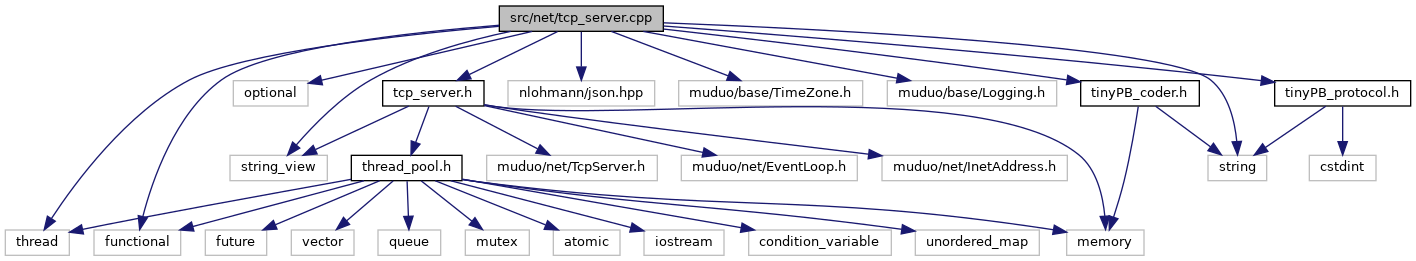 src/net/tcp_server.cpp
optional
tcp_server.h
nlohmann/json.hpp
muduo/base/TimeZone.h
muduo/base/Logging.h
tinyPB_coder.h
tinyPB_protocol.h
string_view
thread_pool.h
muduo/net/TcpServer.h
muduo/net/EventLoop.h
muduo/net/InetAddress.h
string
cstdint
thread
functional
future
vector
queue
mutex
atomic
iostream
condition_variable
unordered_map
memory